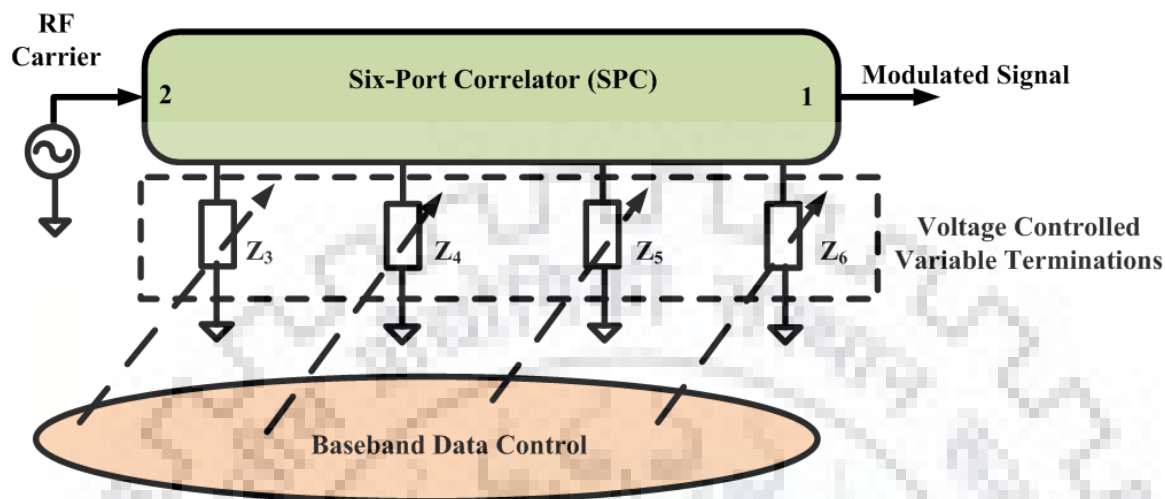 RF
Carrier
Six-Port Correlator (SPC)
2
1
Modulated Signal
Z3
Z4
Z5
Z6
Voltage Controlled
Variable Terminations
Baseband Data Control